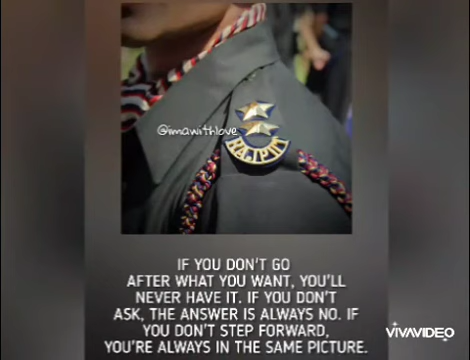 @imawithlove
RAJPUT
IF YOU DON'T GO
AFTER WHAT YOU WANT, YOU'LL
NEVER HAVE IT. IF YOU DON'T
ASK, THE ANSWER IS ALWAYS NO. IF
YOU DON'T STEP FORWARD,
YOU'RE ALWAYS IN THE SAME PICTURE.
VIVAVIDEO